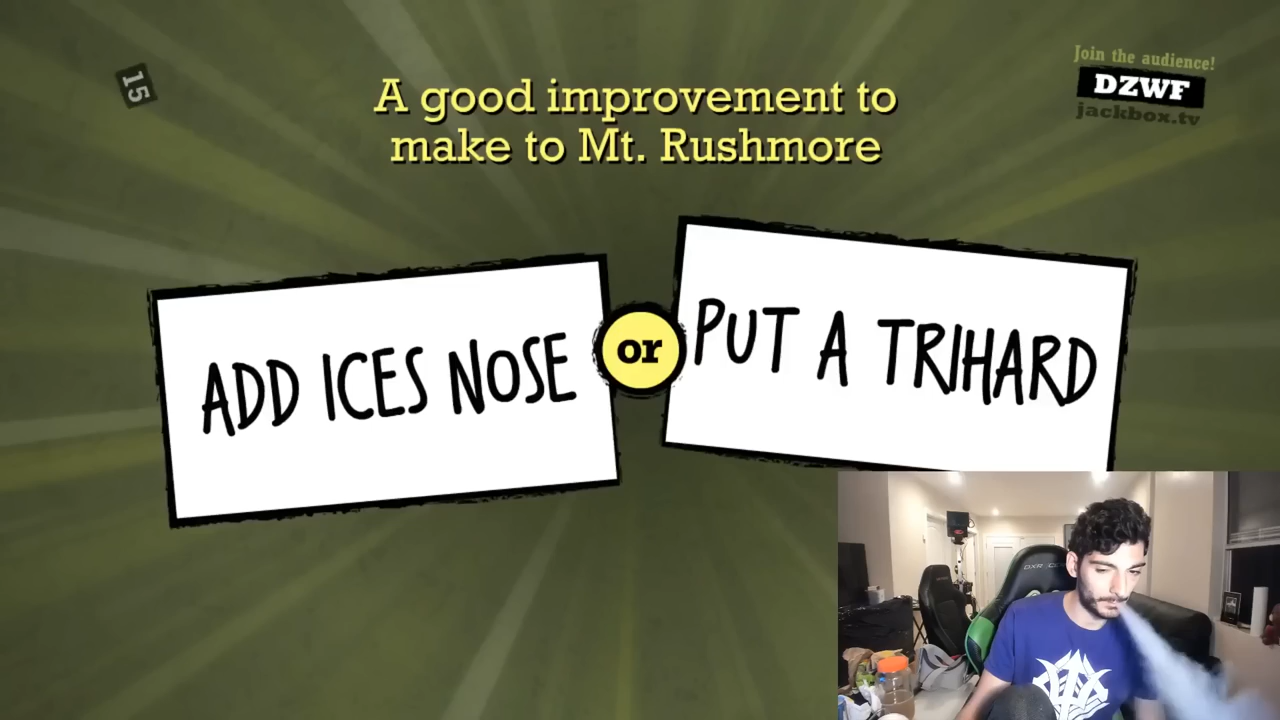 15
Join the audience!
DZWF
jackbox.tv
A good improvement to
make to Mt. Rushmore
ADD ICES NOSE
or
PUT A TRIHARD